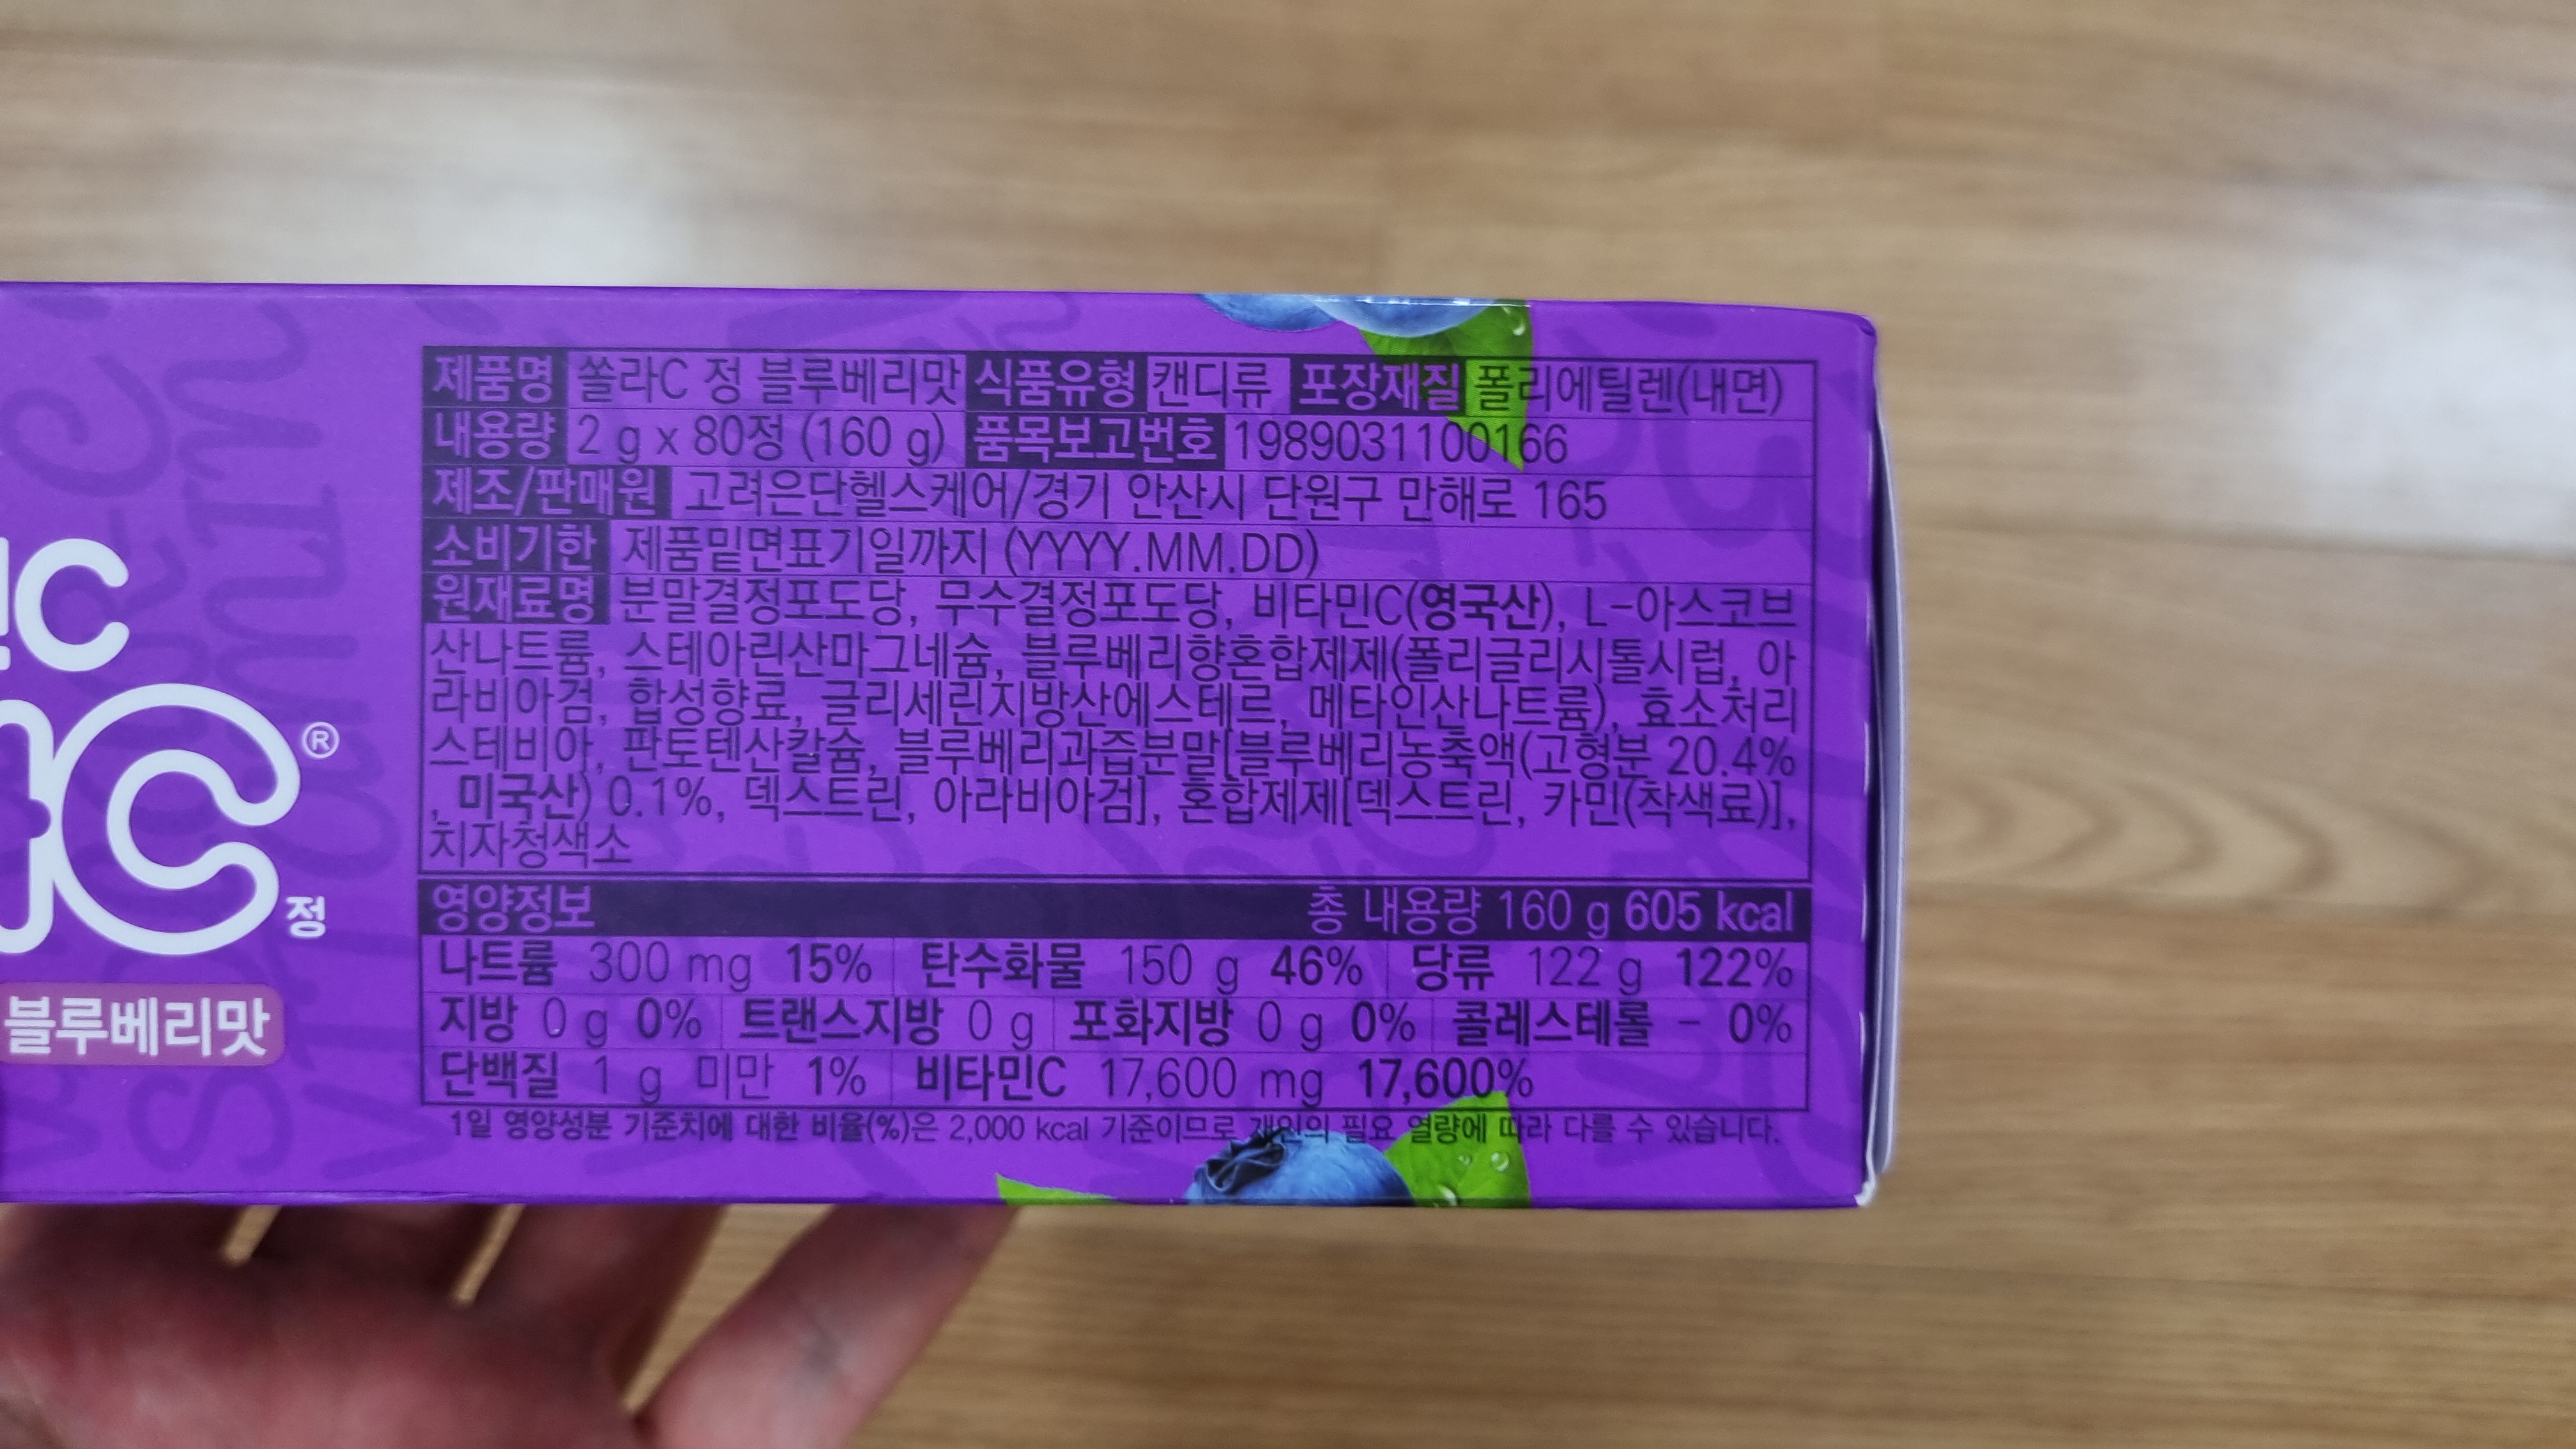 제품명 쏠라C 정 블루베리맛 식품유형 캔디류 포장재질 폴리에틸렌(내면)
내용량 2 g x 80정 (160 g) 품목보고번호 1989031100166
제조/판매원 고려은단헬스케어/경기 안산시 단원구 만해로 165
소비기한 제품밑면표기일까지 (YYYY.MM.DD)
원재료명 분말결정포도당, 무수결정포도당, 비타민C(영국산), L-아스코브
산나트륨, 스테아린산마그네슘, 블루베리향혼합제제(폴리글리시톨시럽, 아
라비아검, 합성향료, 글리세린지방산에스테르, 메타인산나트륨), 효소처리
스테비아, 판토텐산칼슘, 블루베리과즙분말[블루베리농축액(고형분 20.4%
, 미국산) 0.1%, 덱스트린, 아라비아검], 혼합제제[덱스트린, 카민(착색료)],
치자청색소
영양정보 총 내용량 160 g 605 kcal
나트륨 300 mg 15% 탄수화물 150 g 46% 당류 122 g 122%
지방 0 g 0% 트랜스지방 0 g 포화지방 0 g 0% 콜레스테롤 - 0%
단백질 1 g 미만 1% 비타민C 17,600 mg 17,600%
1일 영양성분 기준치에 대한 비율(%)은 2,000 kcal 기준이므로 개인의 필요 열량에 따라 다를 수 있습니다.
C
C®
정
블루베리맛